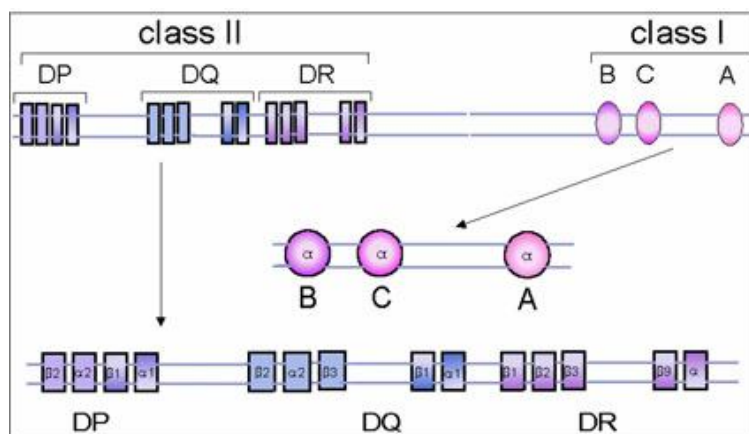 class II class I
DP DQ DR B C A
α α α
B C A
β2 α2 β1 α1 β2 α2 β3 β1 α1 β1 β2 β3 β9 α
DP DQ DR